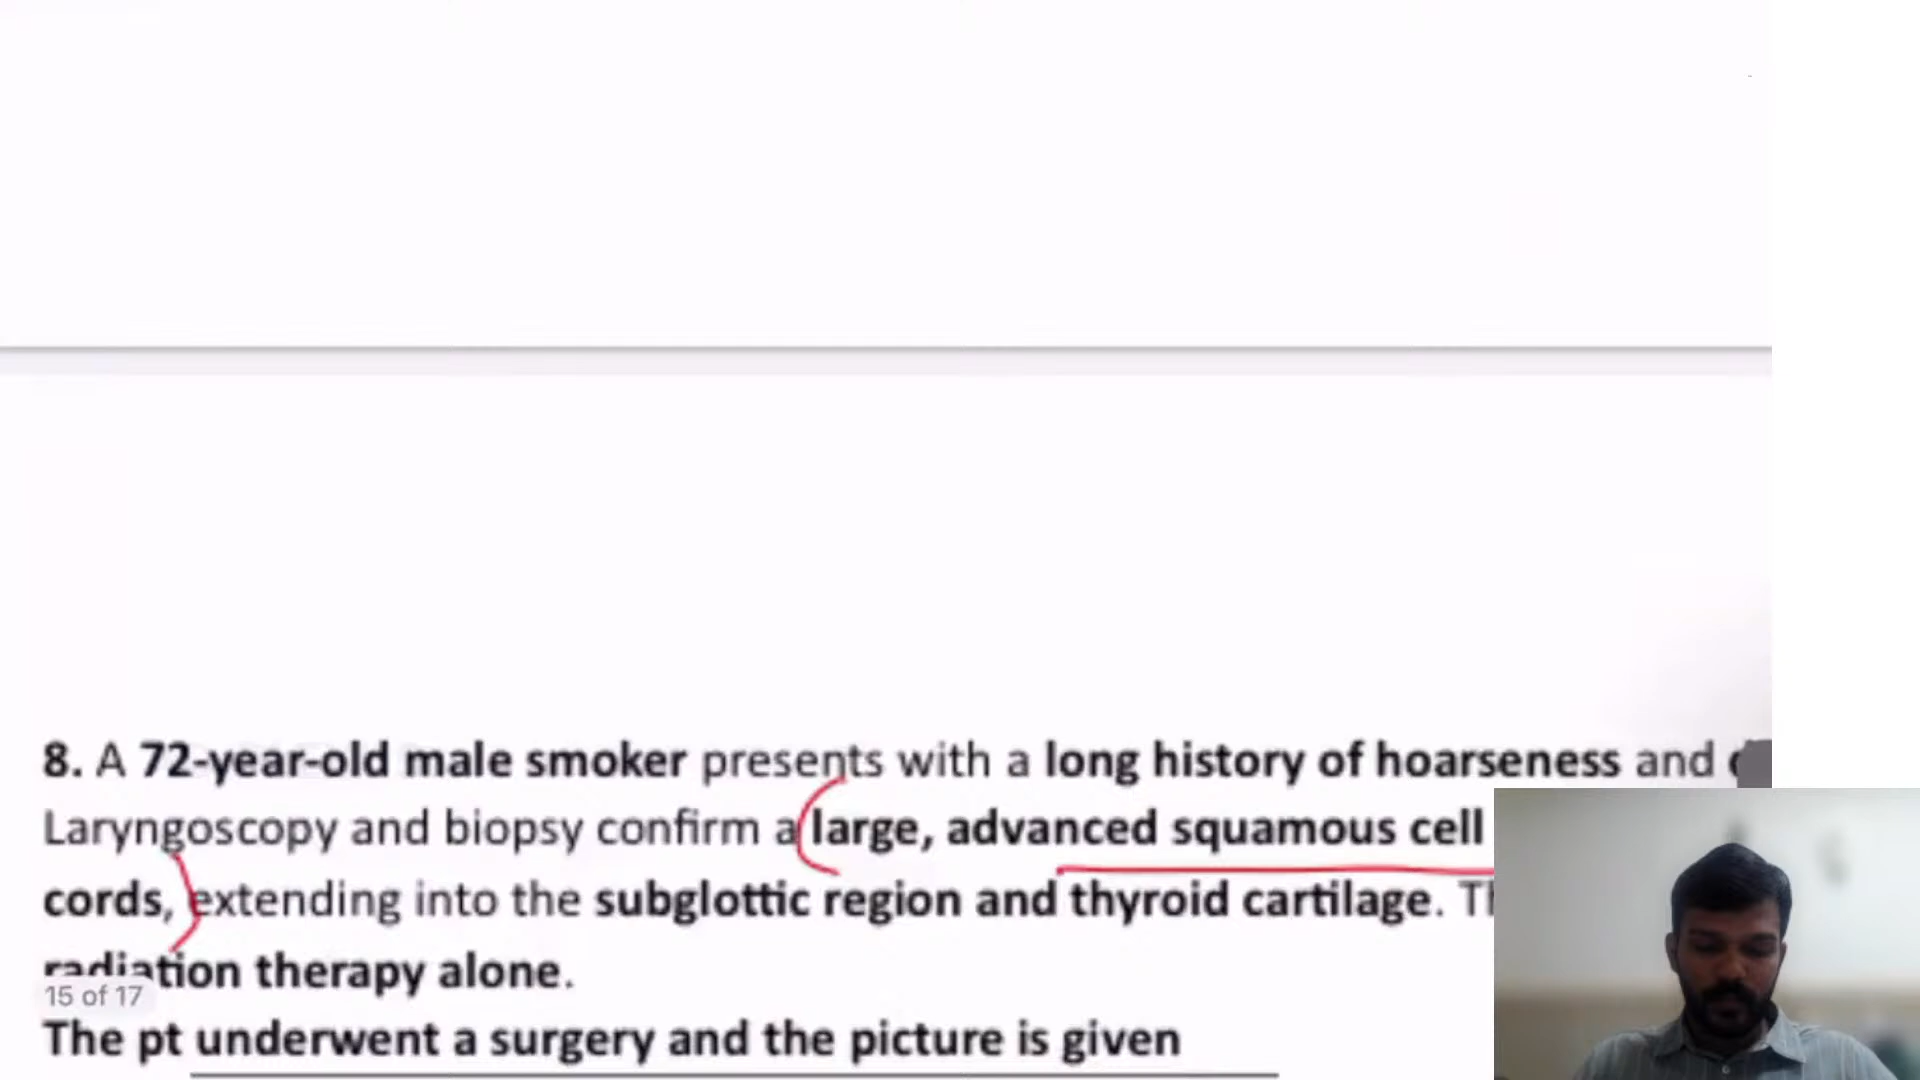 8. A 72-year-old male smoker presents with a long history of hoarseness and
Laryngoscopy and biopsy confirm a large, advanced squamous cell
cords, extending into the subglottic region and thyroid cartilage.
radiation therapy alone.
15 of 17
The pt underwent a surgery and the picture is given